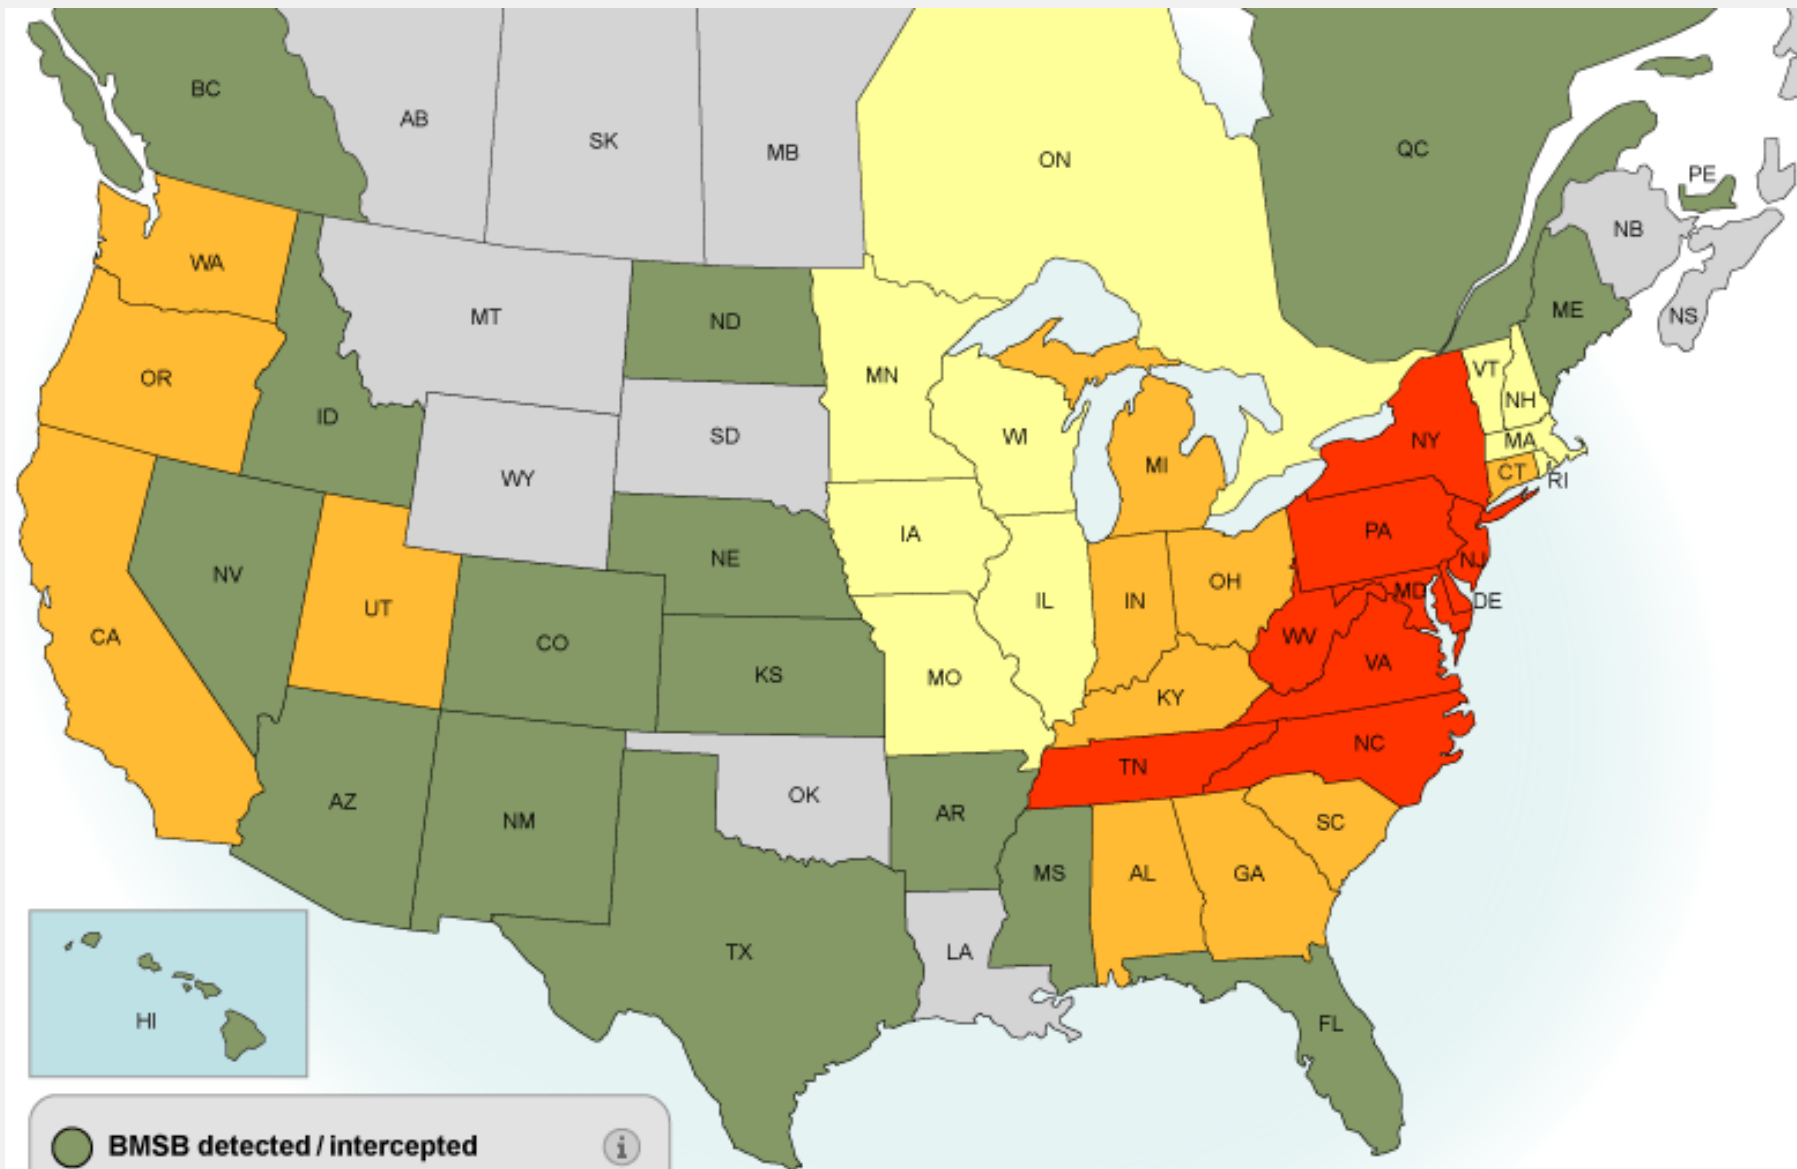 BC
AB
SK
MB
ON
QC
PE
NB
NS
ME
WA
MT
ND
MN
OR
ID
SD
WI
MI
VT
NH
NY
MA
CT
RI
WY
IA
PA
NE
NV
UT
IL
IN
OH
NJ
MD
DE
CA
CO
KS
MO
WV
VA
KY
NC
TN
AZ
NM
OK
AR
SC
MS
AL
GA
TX
LA
HI
FL
BMSB detected / intercepted i